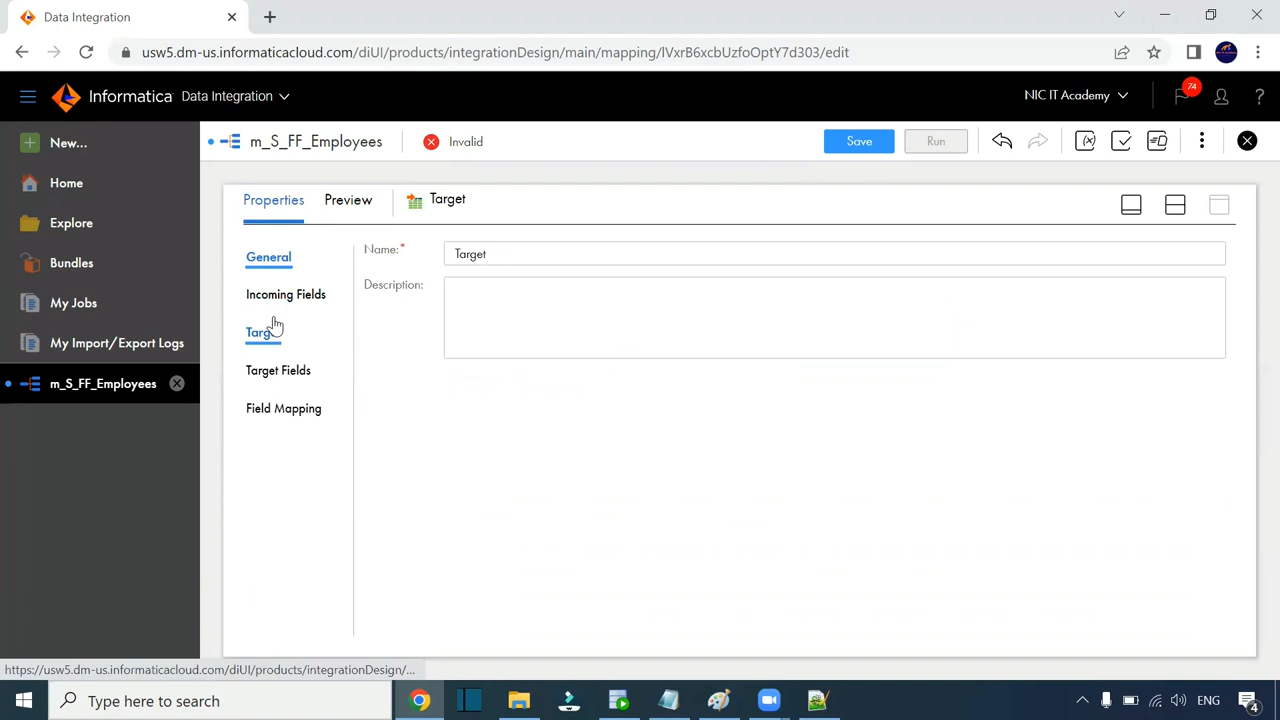 Data Integration
usw5.dm-us.informaticacloud.com/diUI/products/integrationDesign/main/mapping/lVxrB6xcbUzfoOptY7d303/edit
Informatica Data Integration
NIC IT Academy
74
New...
m_S_FF_Employees
Invalid
Save
Run
Home
Explore
Bundles
My Jobs
My Import/Export Logs
m_S_FF_Employees
Properties
Preview
Target
General
Incoming Fields
Target Fields
Field Mapping
Name:*
Target
Description:
https://usw5.dm-us.informaticacloud.com/diUI/products/integrationDesign/...
Type here to search
ENG
4